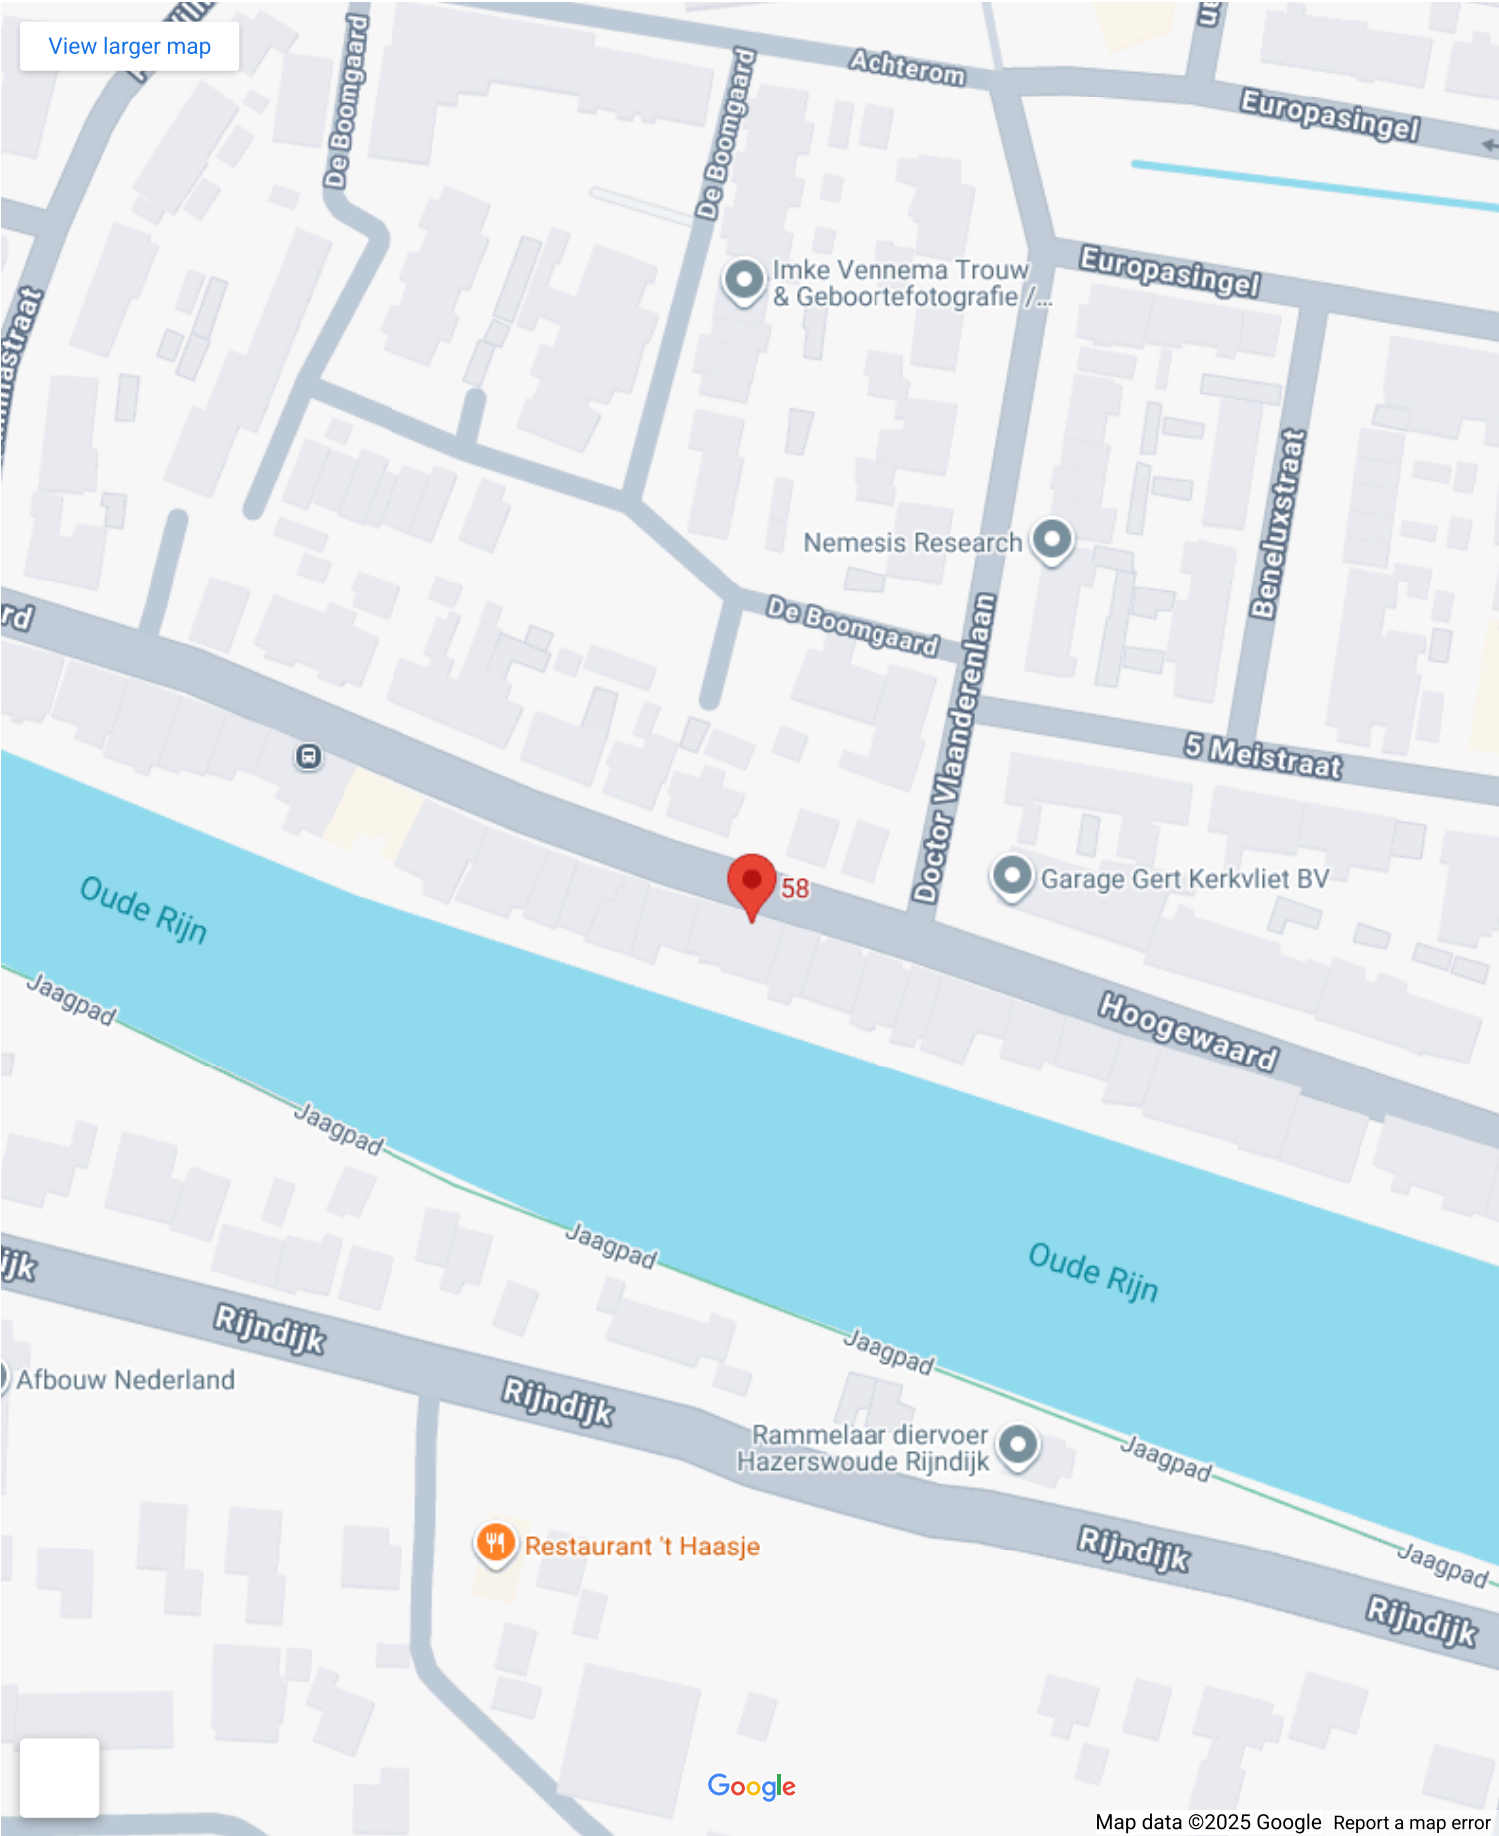 View larger map
De Boomgaard
De Boomgaard
Achterom
Europasingel
Europasingel
Imke Vennema Trouw
& Geboortefotografie /...
Beneluxstraat
Nemesis Research
De Boomgaard
Doctor Vlaanderenlaan
5 Meistraat
58
Garage Gert Kerkvliet BV
Oude Rijn
Jaagpad
Hoogewaard
Jaagpad
Jaagpad
Oude Rijn
Rijndijk
Jaagpad
Afbouw Nederland
Rijndijk
Rammelaar diervoer
Hazerswoude Rijndijk
Jaagpad
Restaurant 't Haasje
Rijndijk
Jaagpad
Rijndijk
Google
Map data ©2025 Google
Report a map error